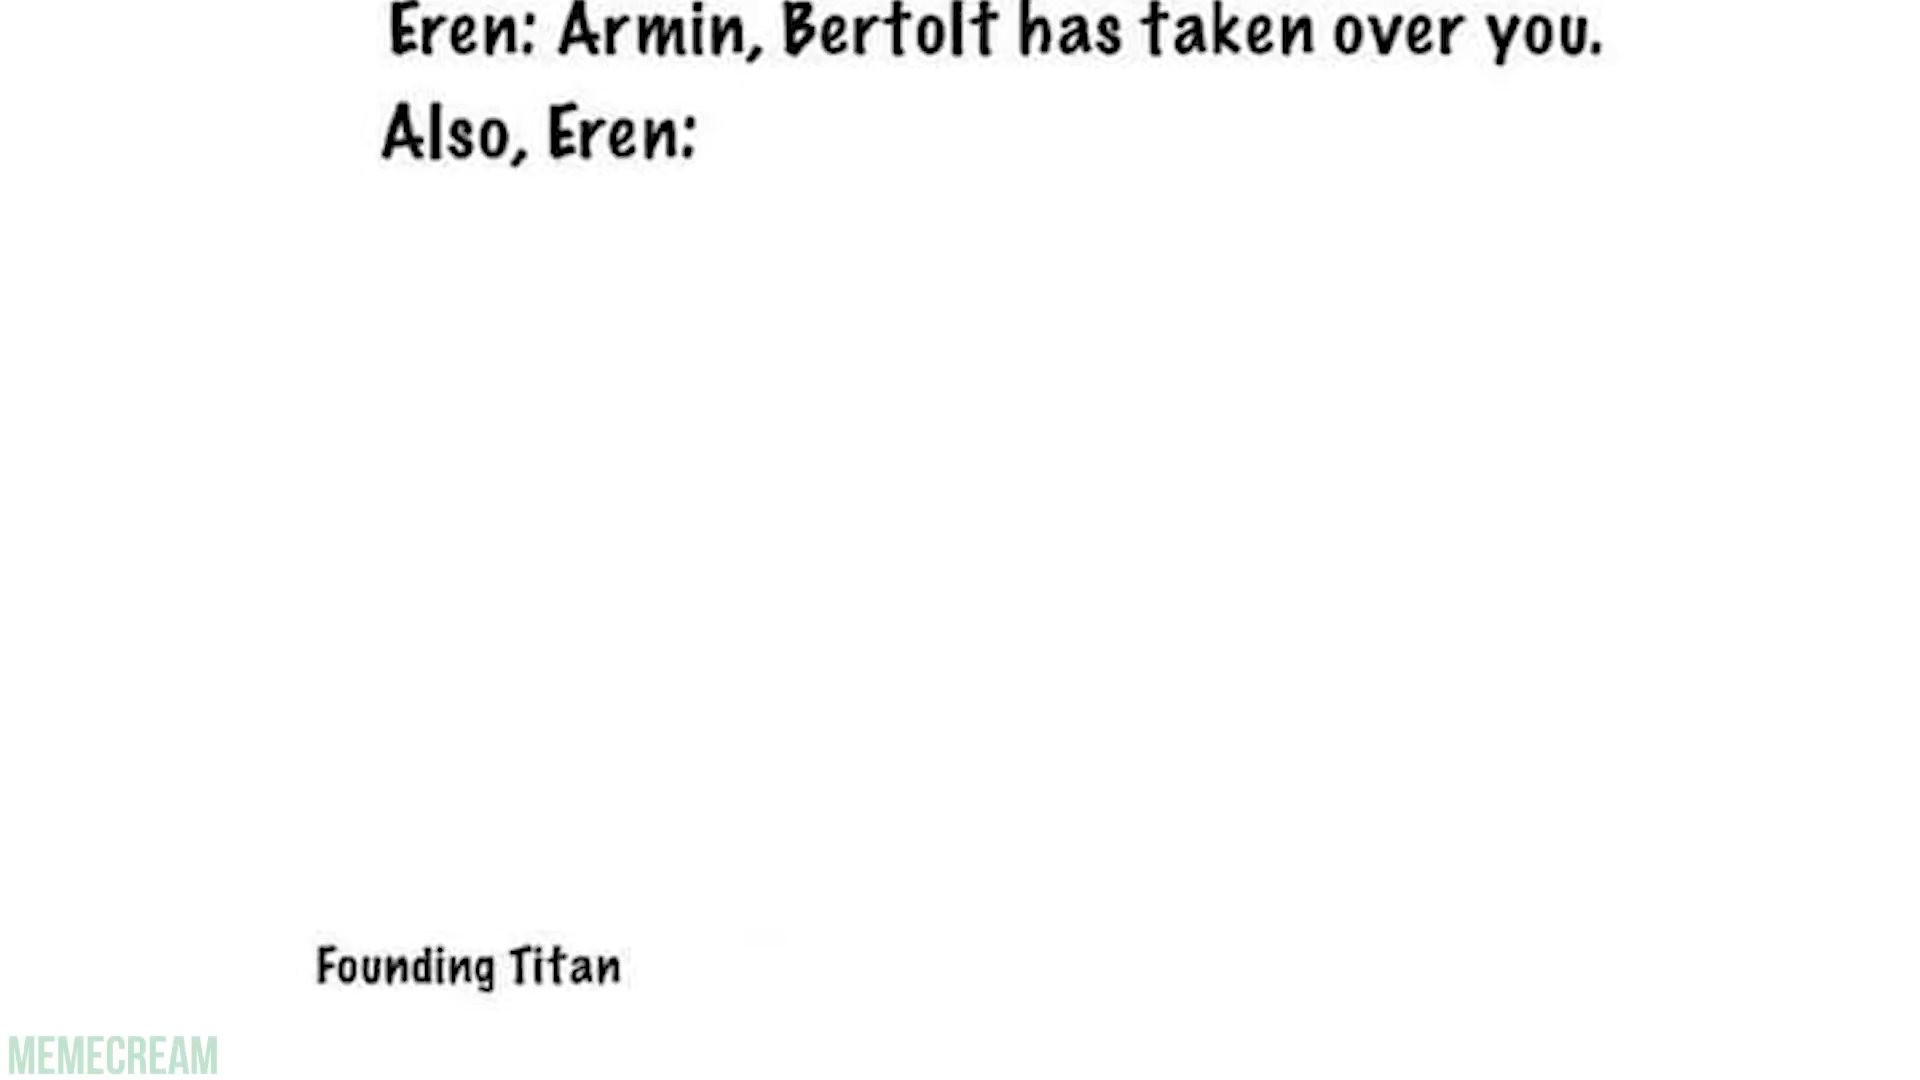 Eren: Armin, Bertolt has taken over you.
Also, Eren:
Founding Titan
MEMECREAM